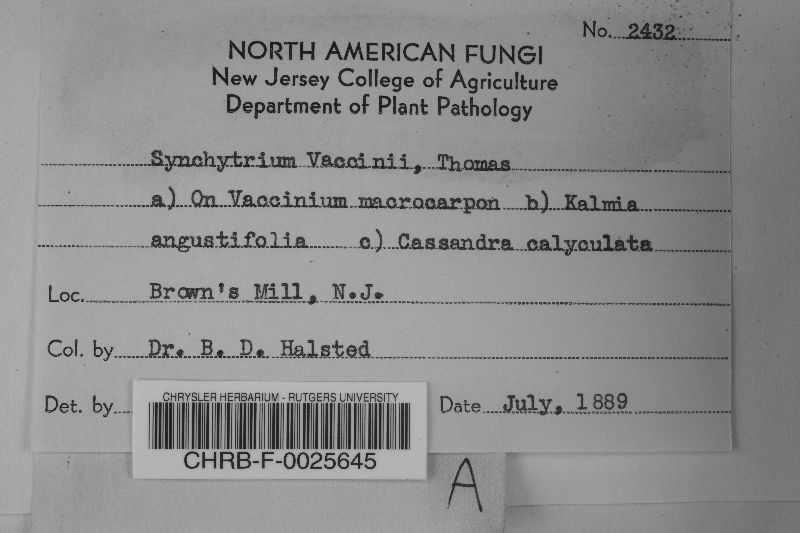 No. 2432
NORTH AMERICAN FUNGI
New Jersey College of Agriculture
Department of Plant Pathology
Synchytrium Vaccinii, Thomas
a) On Vaccinium macrocarpon b) Kalmia
angustifolia c) Cassandra calyculata
Loc. Brown's Mill, N.J.
Col. by Dr. B. D. Halsted
Det. by Date July, 1889
CHRYSLER HERBARIUM - RUTGERS UNIVERSITY
CHRB-F-0025645
A